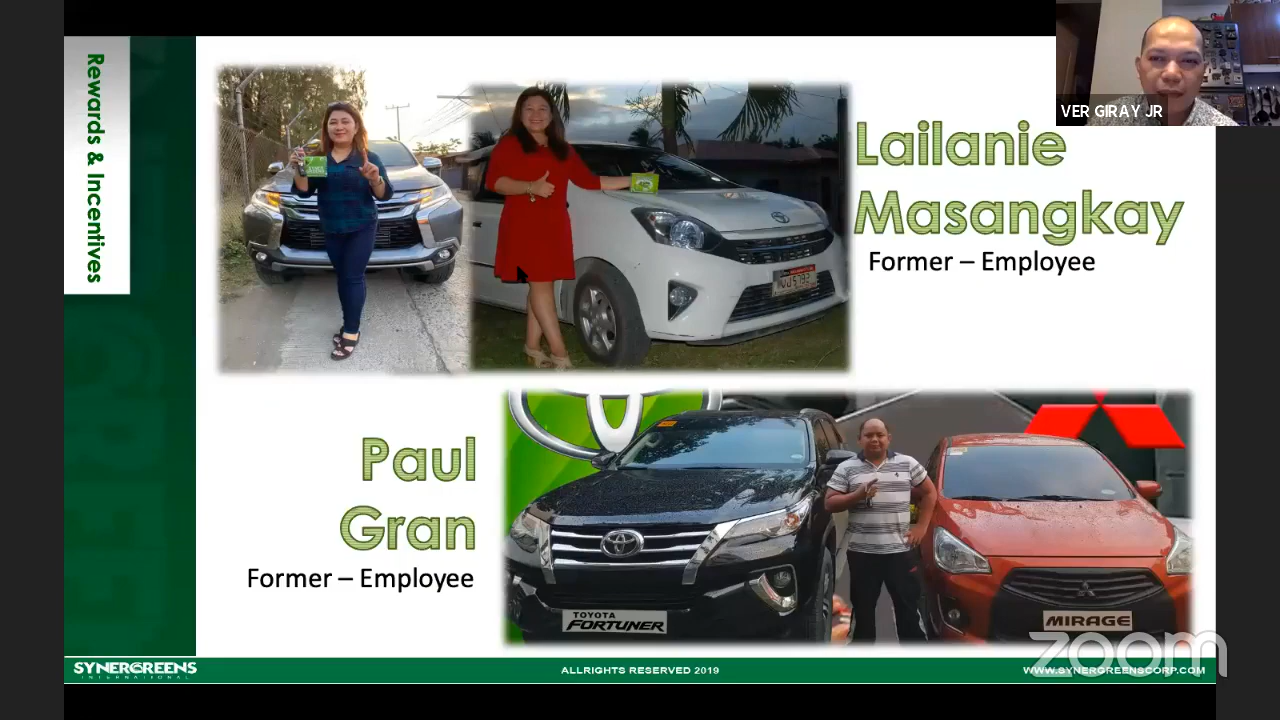 Rewards & Incentives
VER GIRAY JR
Lailanie
Masangkay
Former – Employee
Paul
Gran
Former – Employee
TOYOTA
FORTUNER
MIRAGE
zoom
SYNERGREENS
INTERNATIONAL
ALLRIGHTS RESERVED 2019
WWW.SYNERGREENSCORP.COM